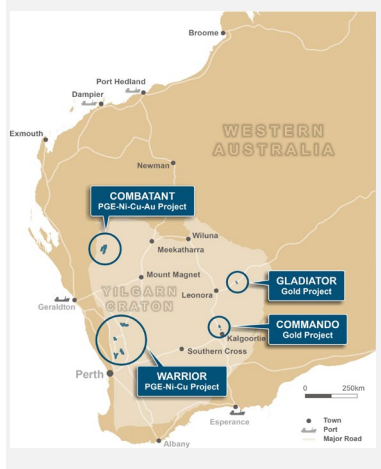 Broome
Port Hedland
Dampier
WESTERN
AUSTRALIA
Exmouth
Newman
COMBATANT
PGE-Ni-Cu-Au Project
Wiluna
Meekatharra
Mount Magnet
GLADIATOR
Gold Project
YILGARN
CRATON
Leonora
Geraldton
COMMANDO
Gold Project
Kalgoorlie
Southern Cross
Perth
WARRIOR
PGE-Ni-Cu Project
0 250km
Esperance
Town
Port
Major Road
Albany